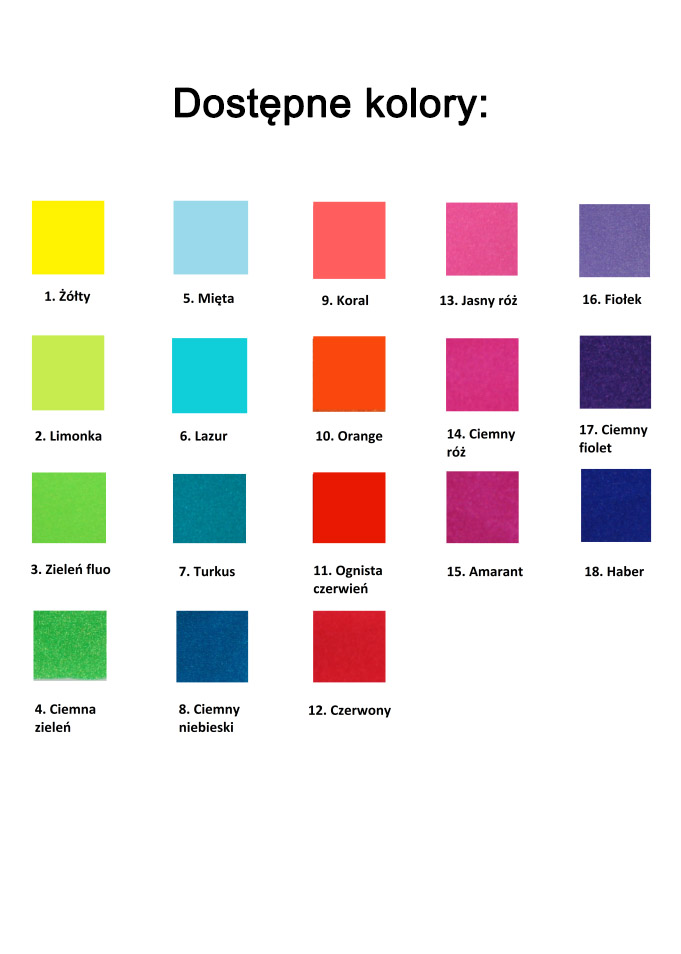 Dostępne kolory:
1. Żółty
5. Mięta
9. Koral
13. Jasny róż
16. Fiołek
2. Limonka
6. Lazur
10. Orange
14. Ciemny
róż
17. Ciemny
fiolet
3. Zieleń fluo
7. Turkus
11. Ognista
czerwień
15. Amarant
18. Haber
4. Ciemna
zieleń
8. Ciemny
niebieski
12. Czerwony